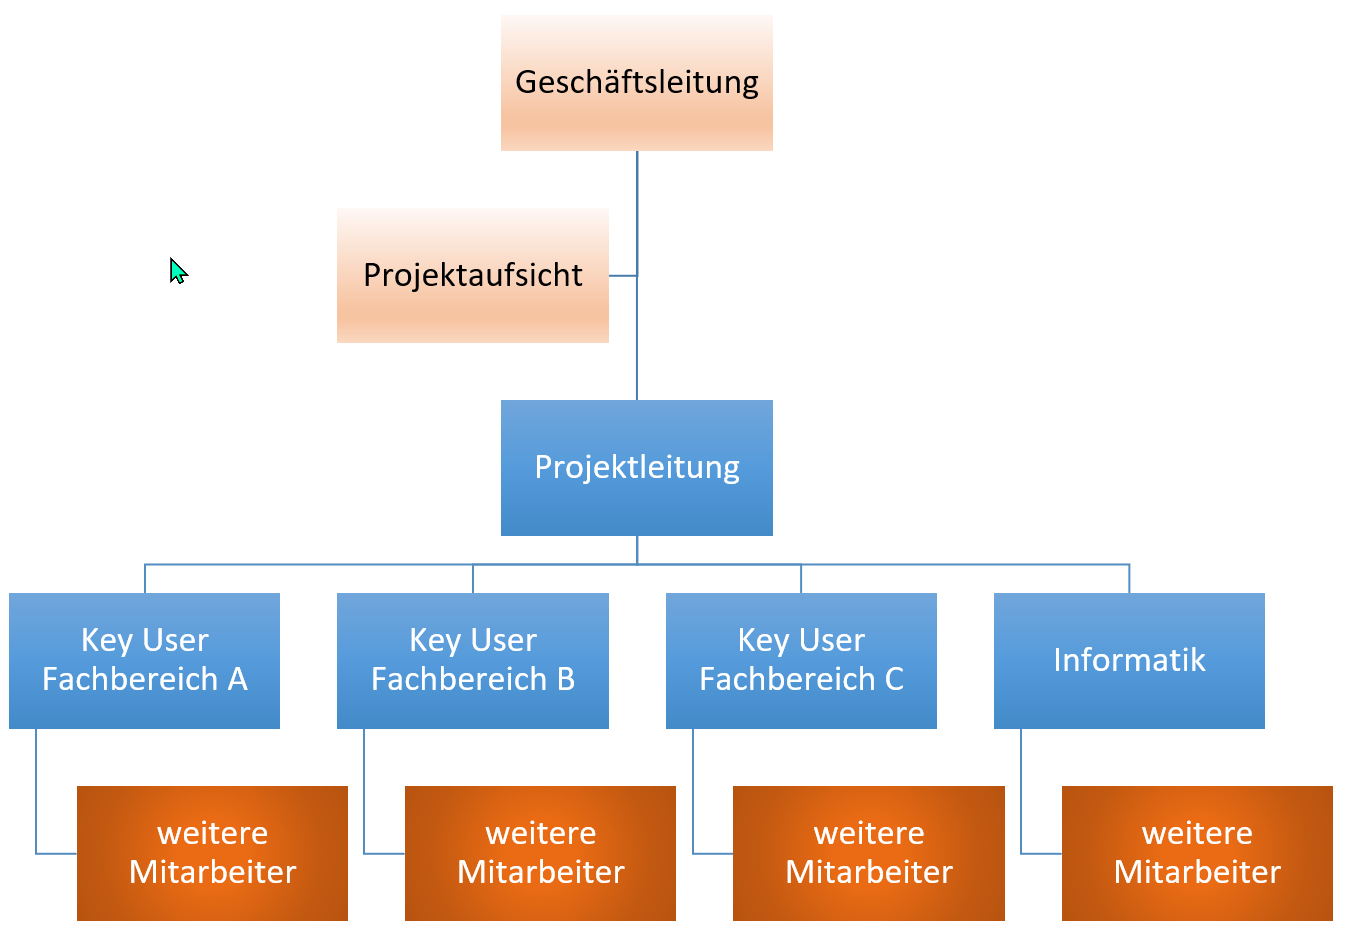 Geschäftsleitung
Projektaufsicht
Projektleitung
Key User
Fachbereich A
Key User
Fachbereich B
Key User
Fachbereich C
Informatik
weitere
Mitarbeiter
weitere
Mitarbeiter
weitere
Mitarbeiter
weitere
Mitarbeiter